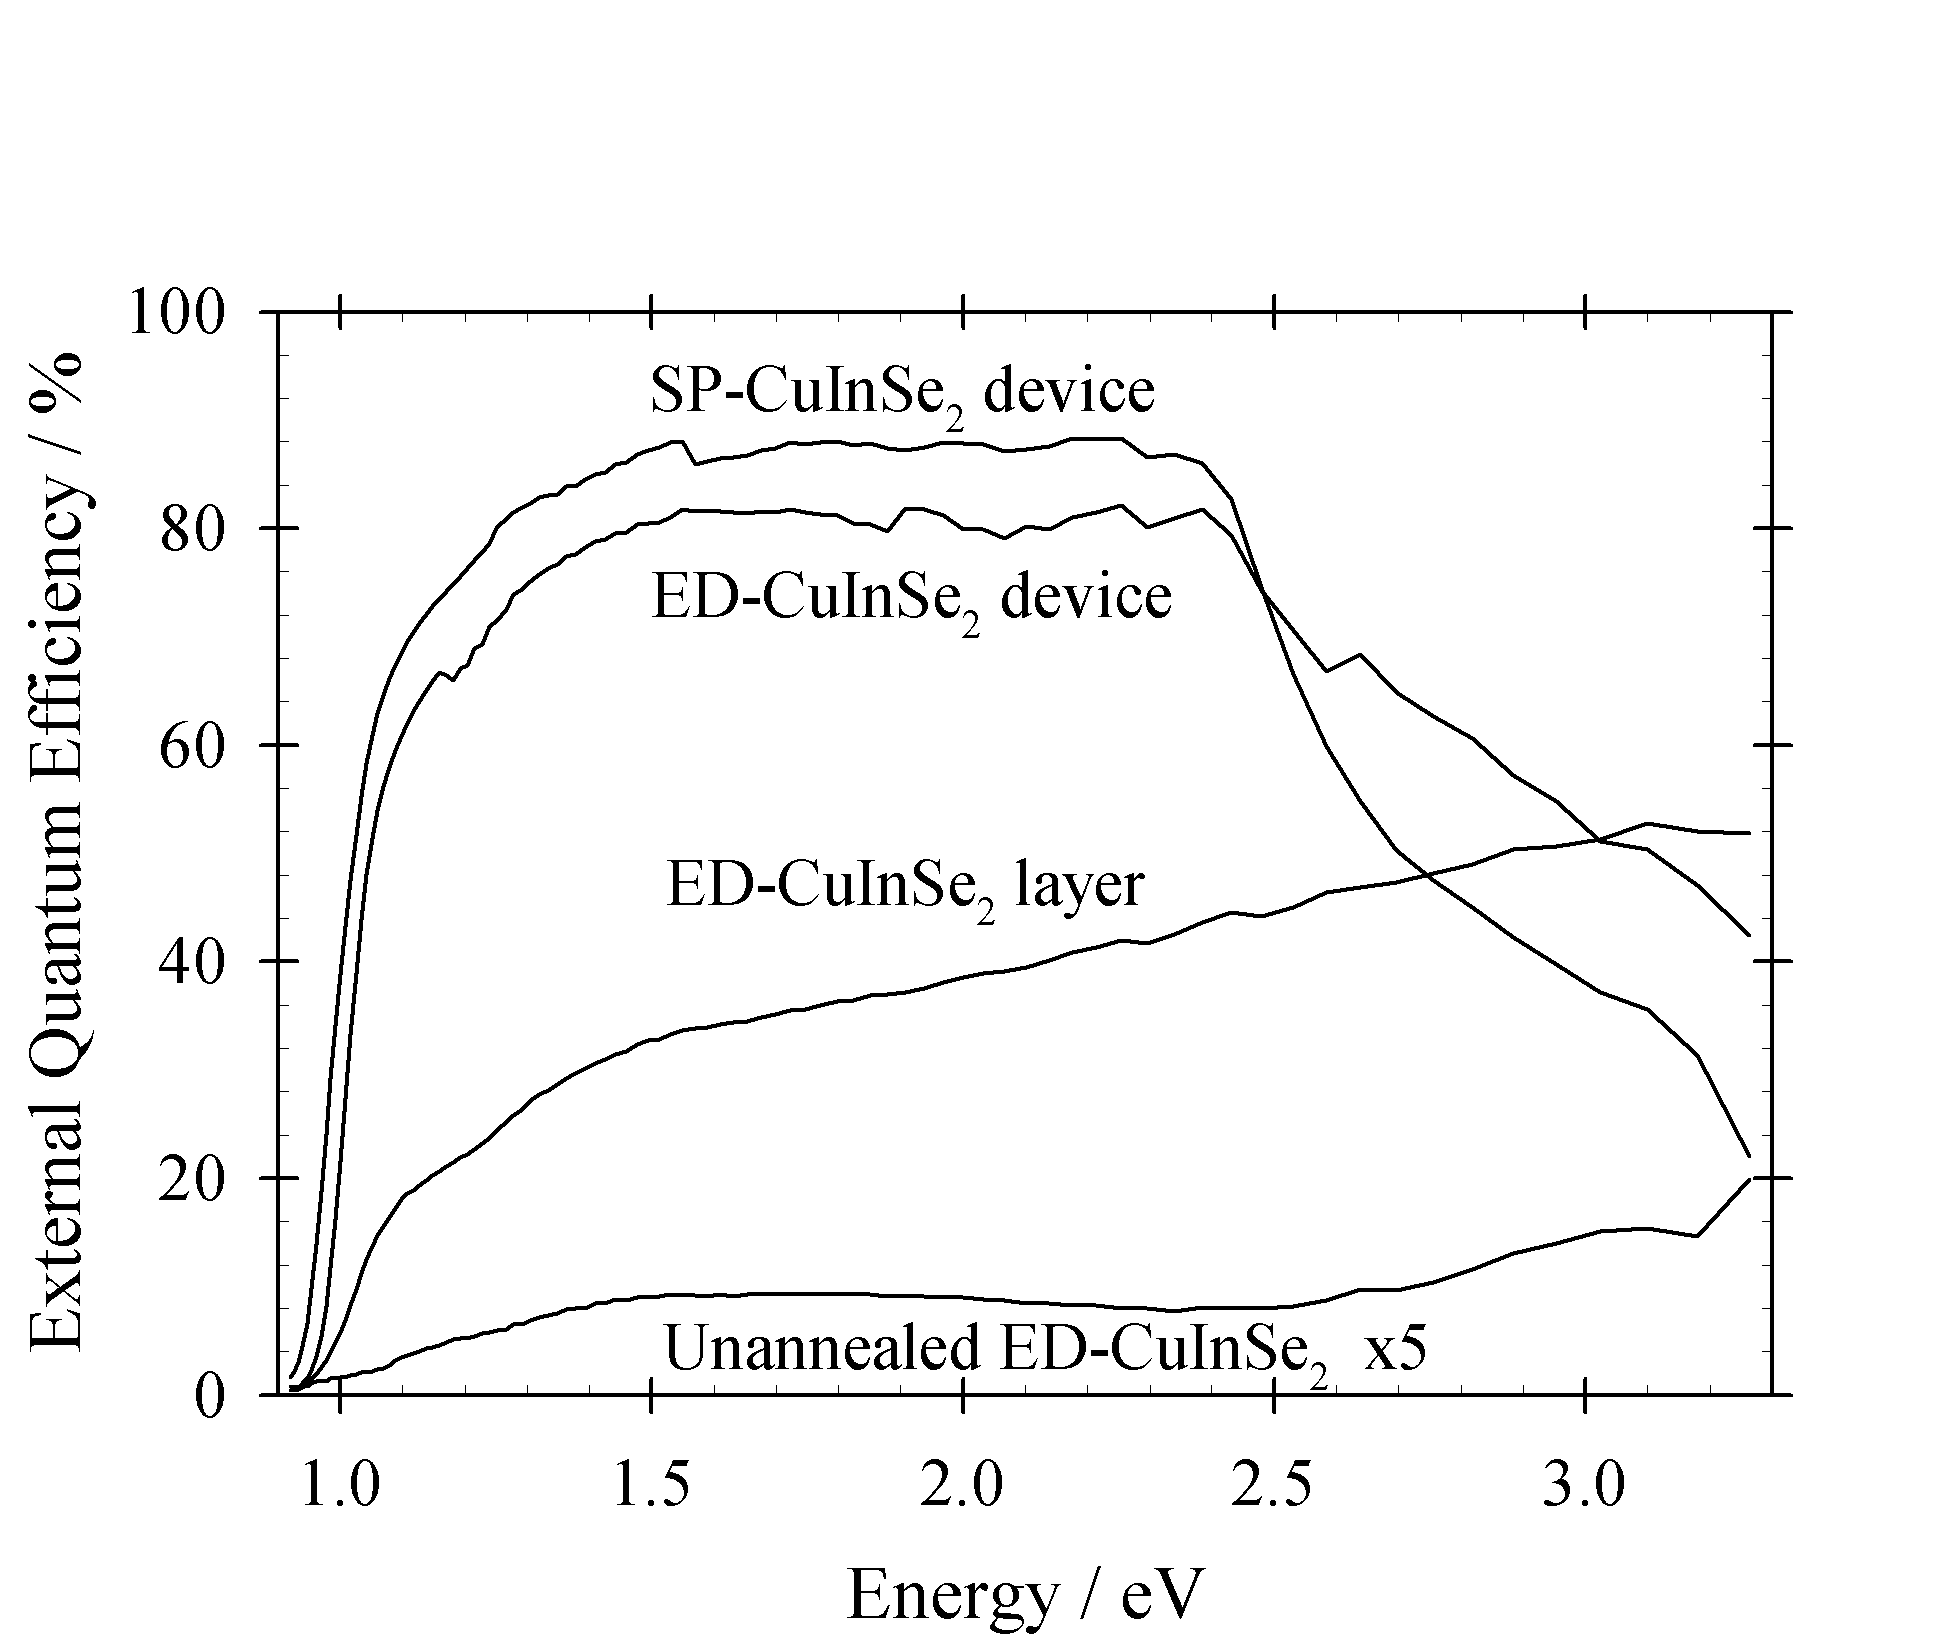 External Quantum Efficiency / %
100
80
60
40
20
0
SP-CuInSe₂ device
ED-CuInSe₂ device
ED-CuInSe₂ layer
Unannealed ED-CuInSe₂ x5
1.0 1.5 2.0 2.5 3.0
Energy / eV